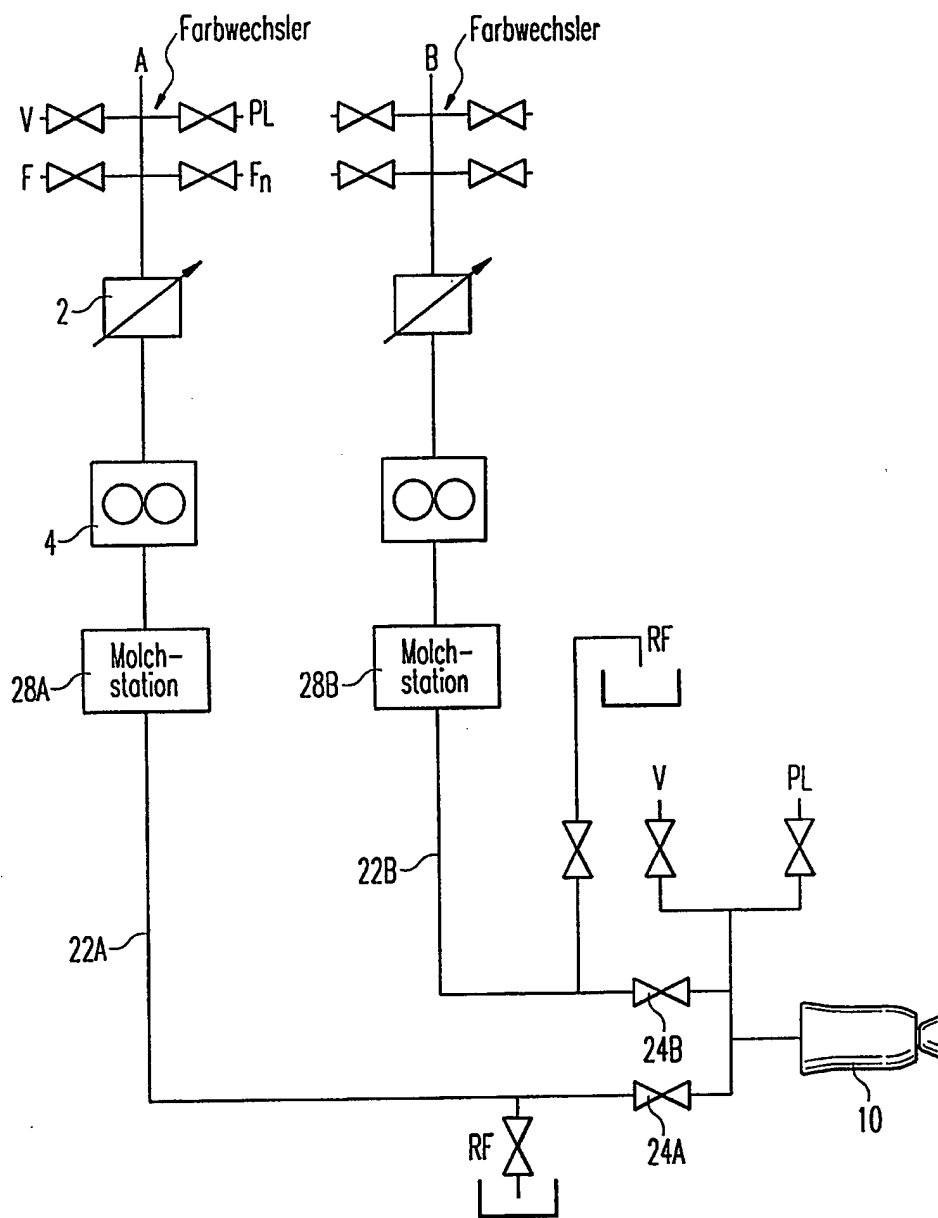 Farbwechsler
Farbwechsler
A
B
V
PL
F
Fn
2
4
28A
Molch-
station
28B
Molch-
station
RF
V
PL
22B
22A
24B
24A
10
RF